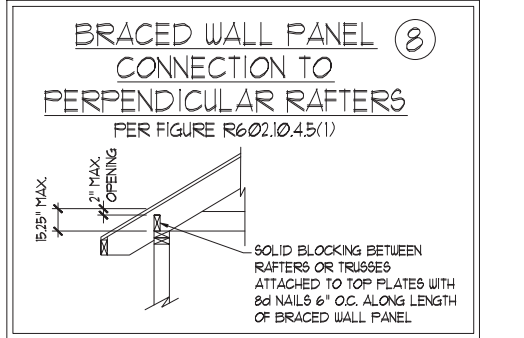 BRACED WALL PANEL
CONNECTION TO
PERPENDICULAR RAFTERS
8
PER FIGURE R602.10.4.5(1)
15.25" MAX.
2" MAX.
OPENING
SOLID BLOCKING BETWEEN
RAFTERS OR TRUSSES
ATTACHED TO TOP PLATES WITH
8d NAILS 6" O.C. ALONG LENGTH
OF BRACED WALL PANEL